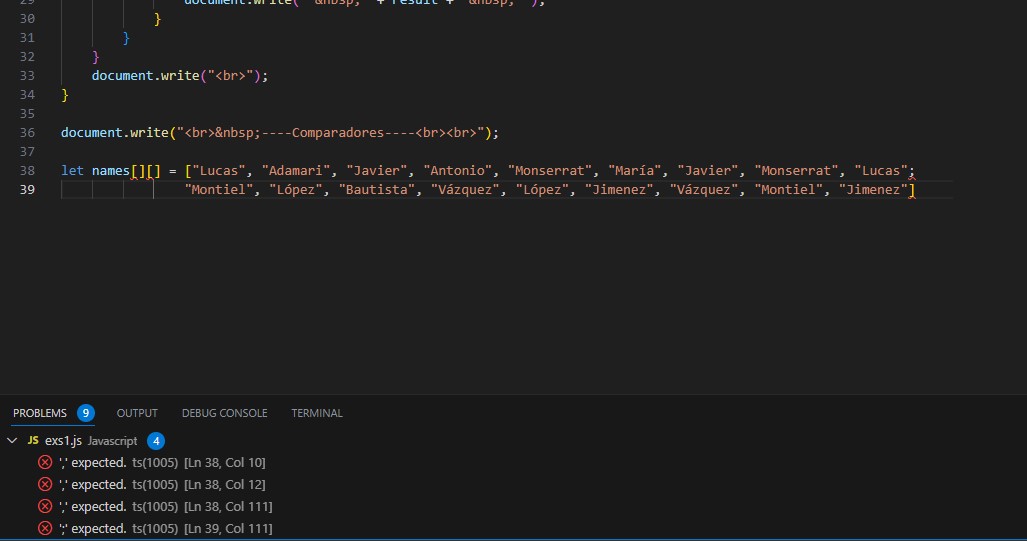 29 document.write(" &nbsp; " + result + " &nbsp; ");
30 }
31 }
32 }
33 document.write("<br>");
34 }
35
36 document.write("<br>&nbsp;----Comparadores----<br><br>");
37
38 let names[][] = ["Lucas", "Adamari", "Javier", "Antonio", "Monserrat", "María", "Javier", "Monserrat", "Lucas";
39 "Montiel", "López", "Bautista", "Vázquez", "López", "Jimenez", "Vázquez", "Montiel", "Jimenez"]
PROBLEMS 9 OUTPUT DEBUG CONSOLE TERMINAL
JS exs1.js Javascript 4
',' expected. ts(1005) [Ln 38, Col 10]
',' expected. ts(1005) [Ln 38, Col 12]
',' expected. ts(1005) [Ln 38, Col 111]
';' expected. ts(1005) [Ln 39, Col 111]